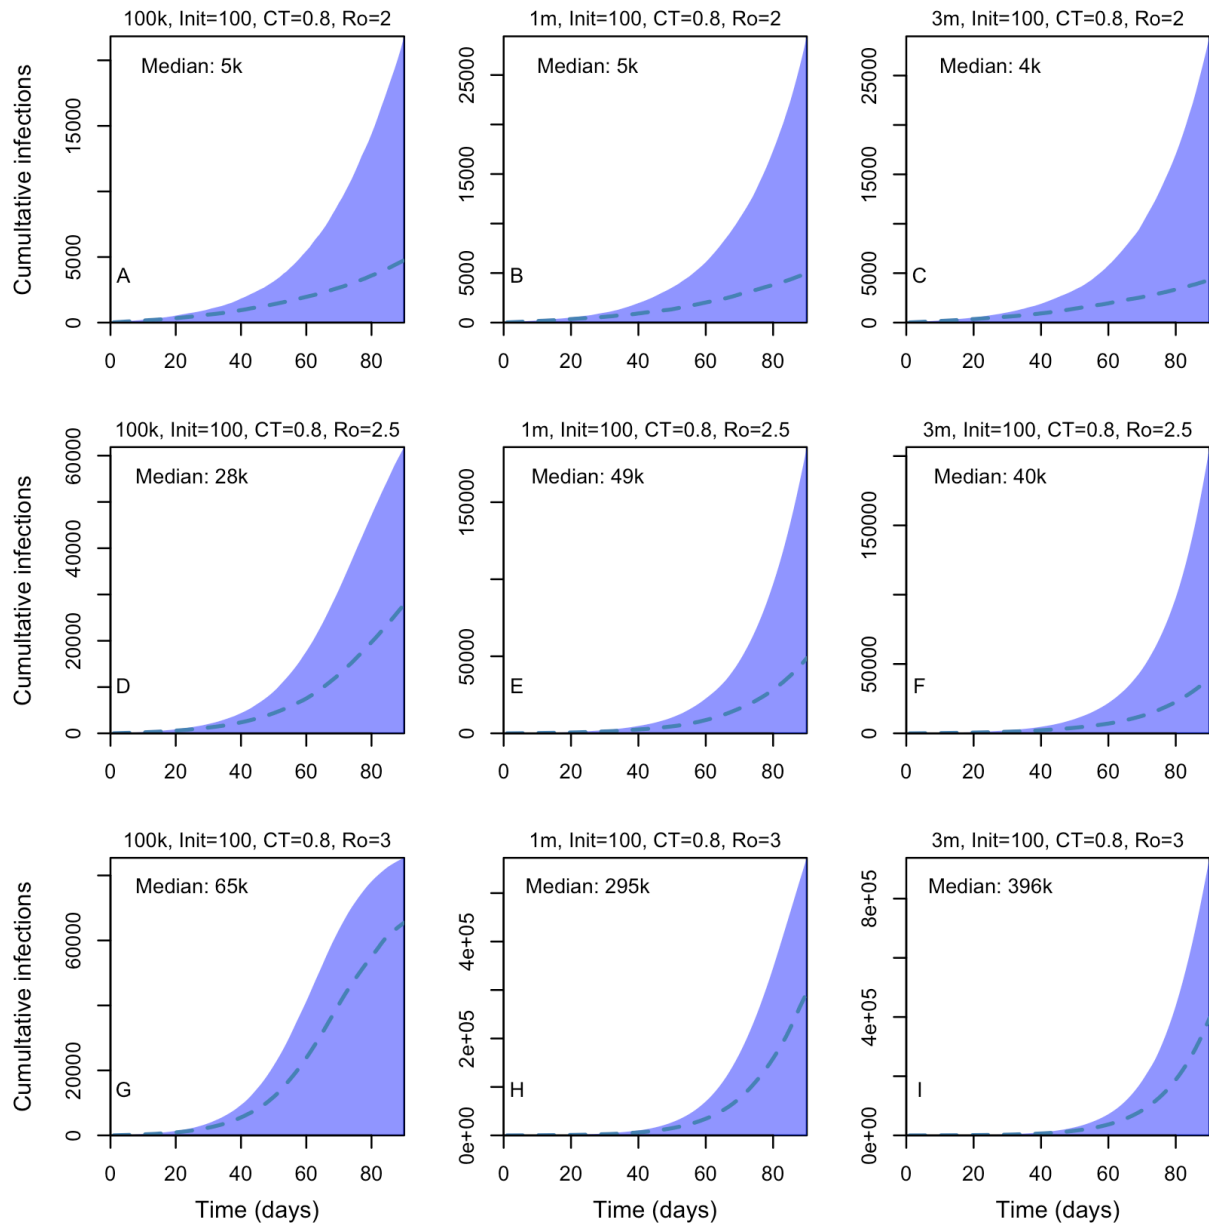 100k, Init=100, CT=0.8, Ro=2
Median: 5k
Cumultative infections
0
5000
15000
A
0 20 40 60 80
1m, Init=100, CT=0.8, Ro=2
Median: 5k
0
5000
15000
25000
B
0 20 40 60 80
3m, Init=100, CT=0.8, Ro=2
Median: 4k
0
5000
15000
25000
C
0 20 40 60 80
100k, Init=100, CT=0.8, Ro=2.5
Median: 28k
Cumultative infections
0
20000
40000
60000
D
0 20 40 60 80
1m, Init=100, CT=0.8, Ro=2.5
Median: 49k
0
50000
150000
E
0 20 40 60 80
3m, Init=100, CT=0.8, Ro=2.5
Median: 40k
0
50000
150000
F
0 20 40 60 80
100k, Init=100, CT=0.8, Ro=3
Median: 65k
Cumultative infections
0
20000
60000
G
0 20 40 60 80
Time (days)
1m, Init=100, CT=0.8, Ro=3
Median: 295k
0e+00
2e+05
4e+05
H
0 20 40 60 80
Time (days)
3m, Init=100, CT=0.8, Ro=3
Median: 396k
0e+00
4e+05
8e+05
I
0 20 40 60 80
Time (days)